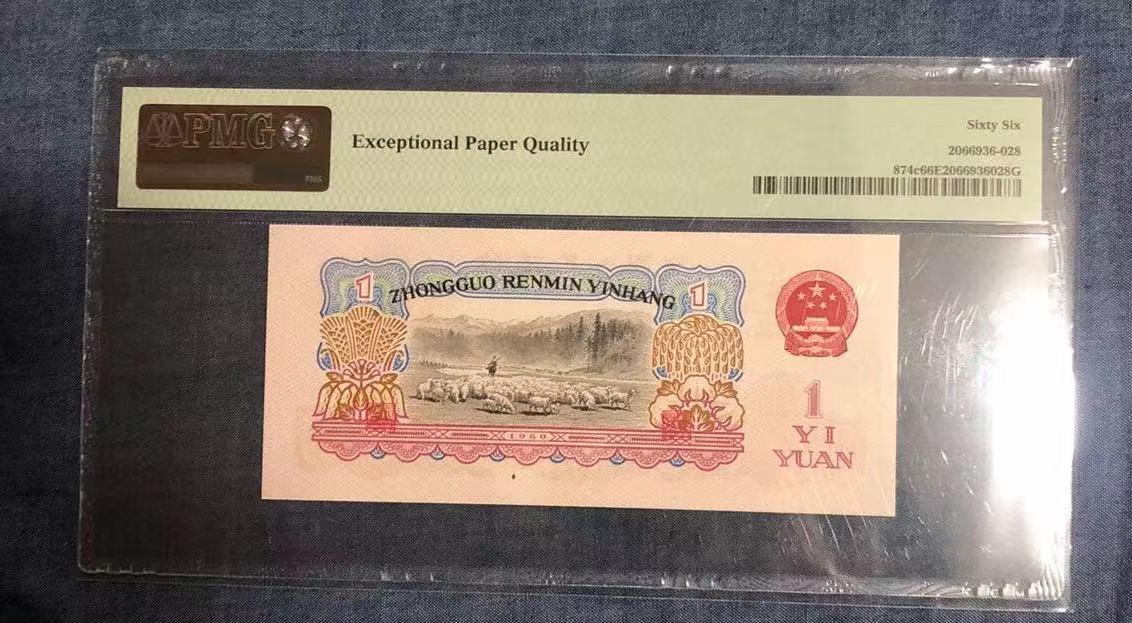 PMG
Exceptional Paper Quality
Sixty Six
2066936-028
874c66E2066936028G
1
ZHONGGUO RENMIN YINHANG
1
1960
1
YI
YUAN